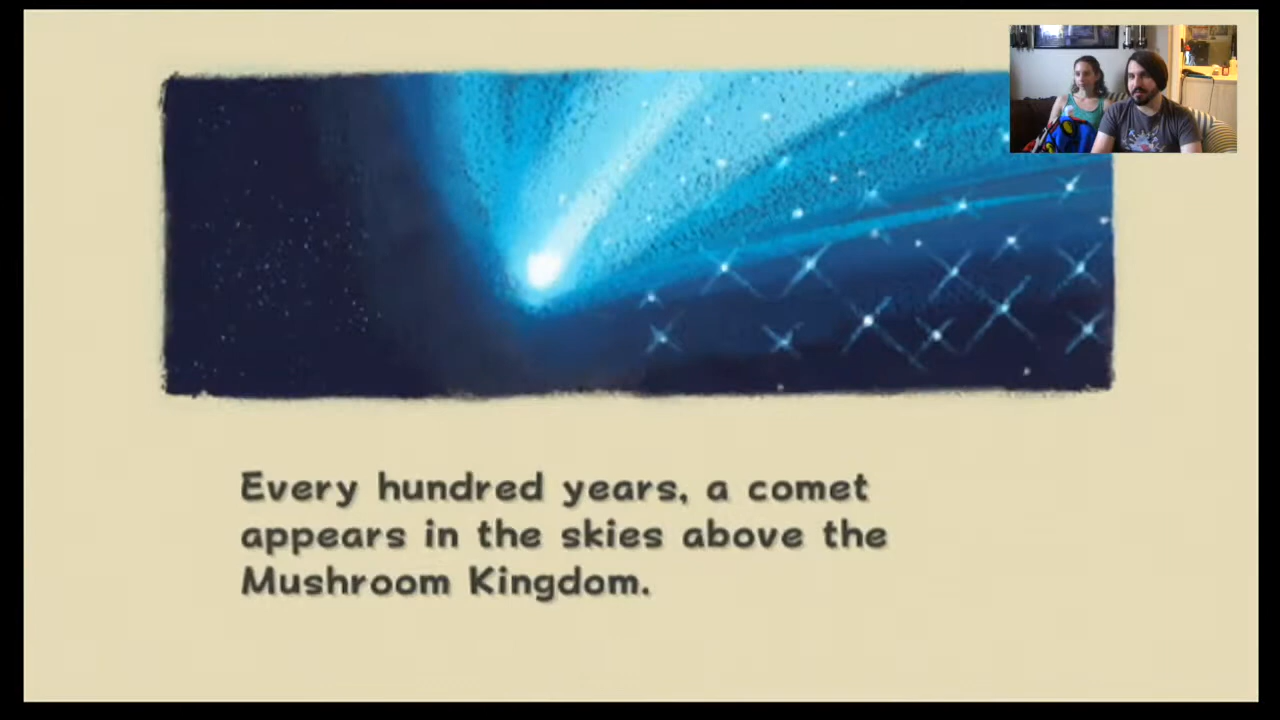 Every hundred years, a comet
appears in the skies above the
Mushroom Kingdom.